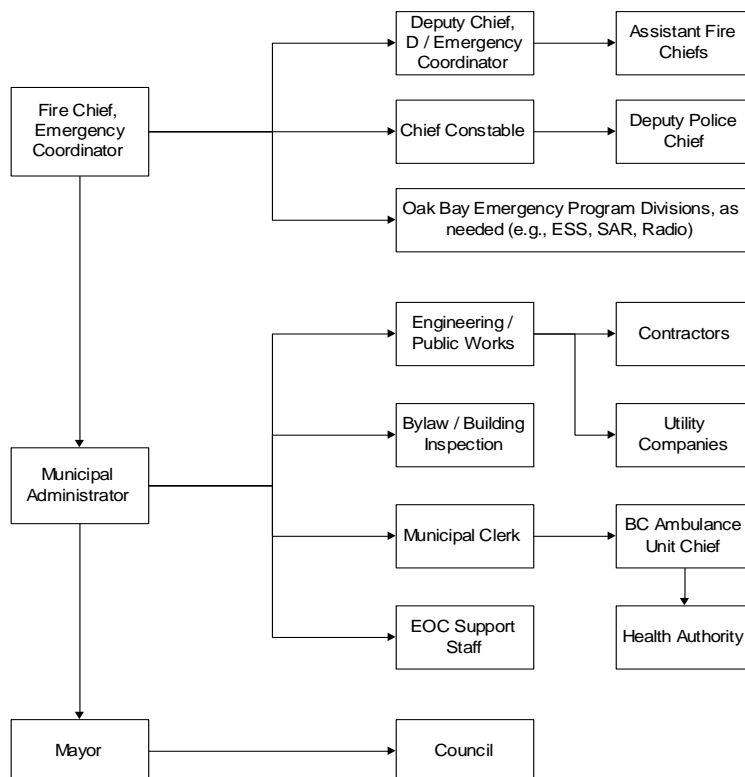 Deputy Chief,
D / Emergency
Coordinator
Assistant Fire
Chiefs
Fire Chief,
Emergency
Coordinator
Chief Constable
Deputy Police
Chief
Oak Bay Emergency Program Divisions, as
needed (e.g., ESS, SAR, Radio)
Engineering /
Public Works
Contractors
Bylaw / Building
Inspection
Utility
Companies
Municipal
Administrator
Municipal Clerk
BC Ambulance
Unit Chief
EOC Support
Staff
Health Authority
Mayor
Council